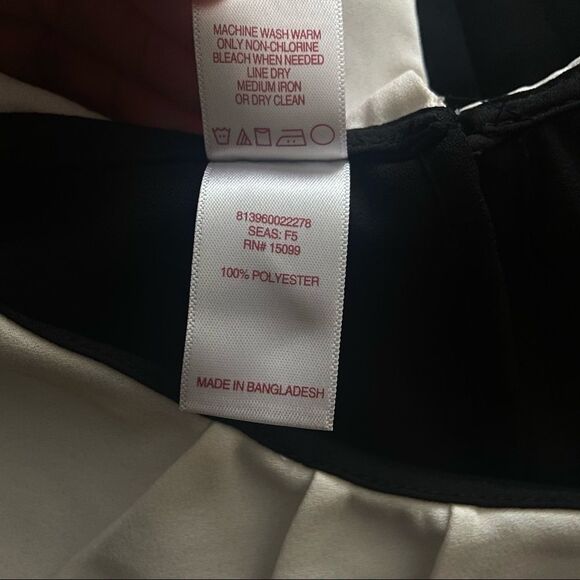 MACHINE WASH WARM
ONLY NON-CHLORINE
BLEACH WHEN NEEDED
LINE DRY
MEDIUM IRON
OR DRY CLEAN
813960022278
SEAS: F5
RN# 15099
100% POLYESTER
MADE IN BANGLADESH